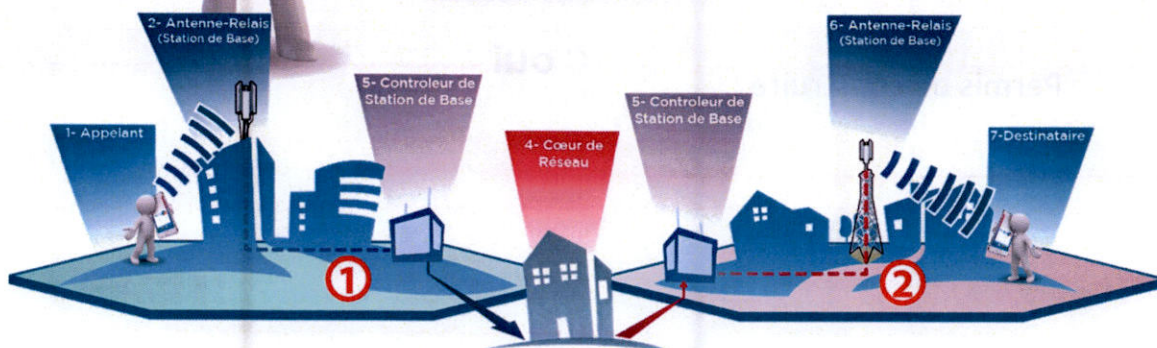 2- Antenne-Relais
(Station de Base)
6- Antenne-Relais
(Station de Base)
5- Controleur de
Station de Base
5- Controleur de
Station de Base
1- Appelant
4- Cœur de
Réseau
7-Destinataire
1
2